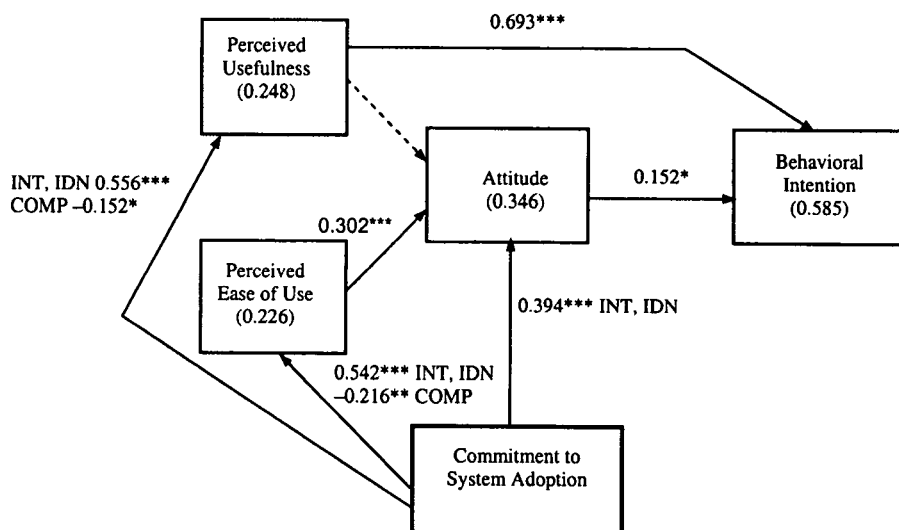 0.693***
Perceived
Usefulness
(0.248)
Attitude
(0.346)
0.152*
Behavioral
Intention
(0.585)
INT, IDN 0.556***
COMP –0.152*
0.302***
Perceived
Ease of Use
(0.226)
0.394*** INT, IDN
0.542*** INT, IDN
–0.216** COMP
Commitment to
System Adoption